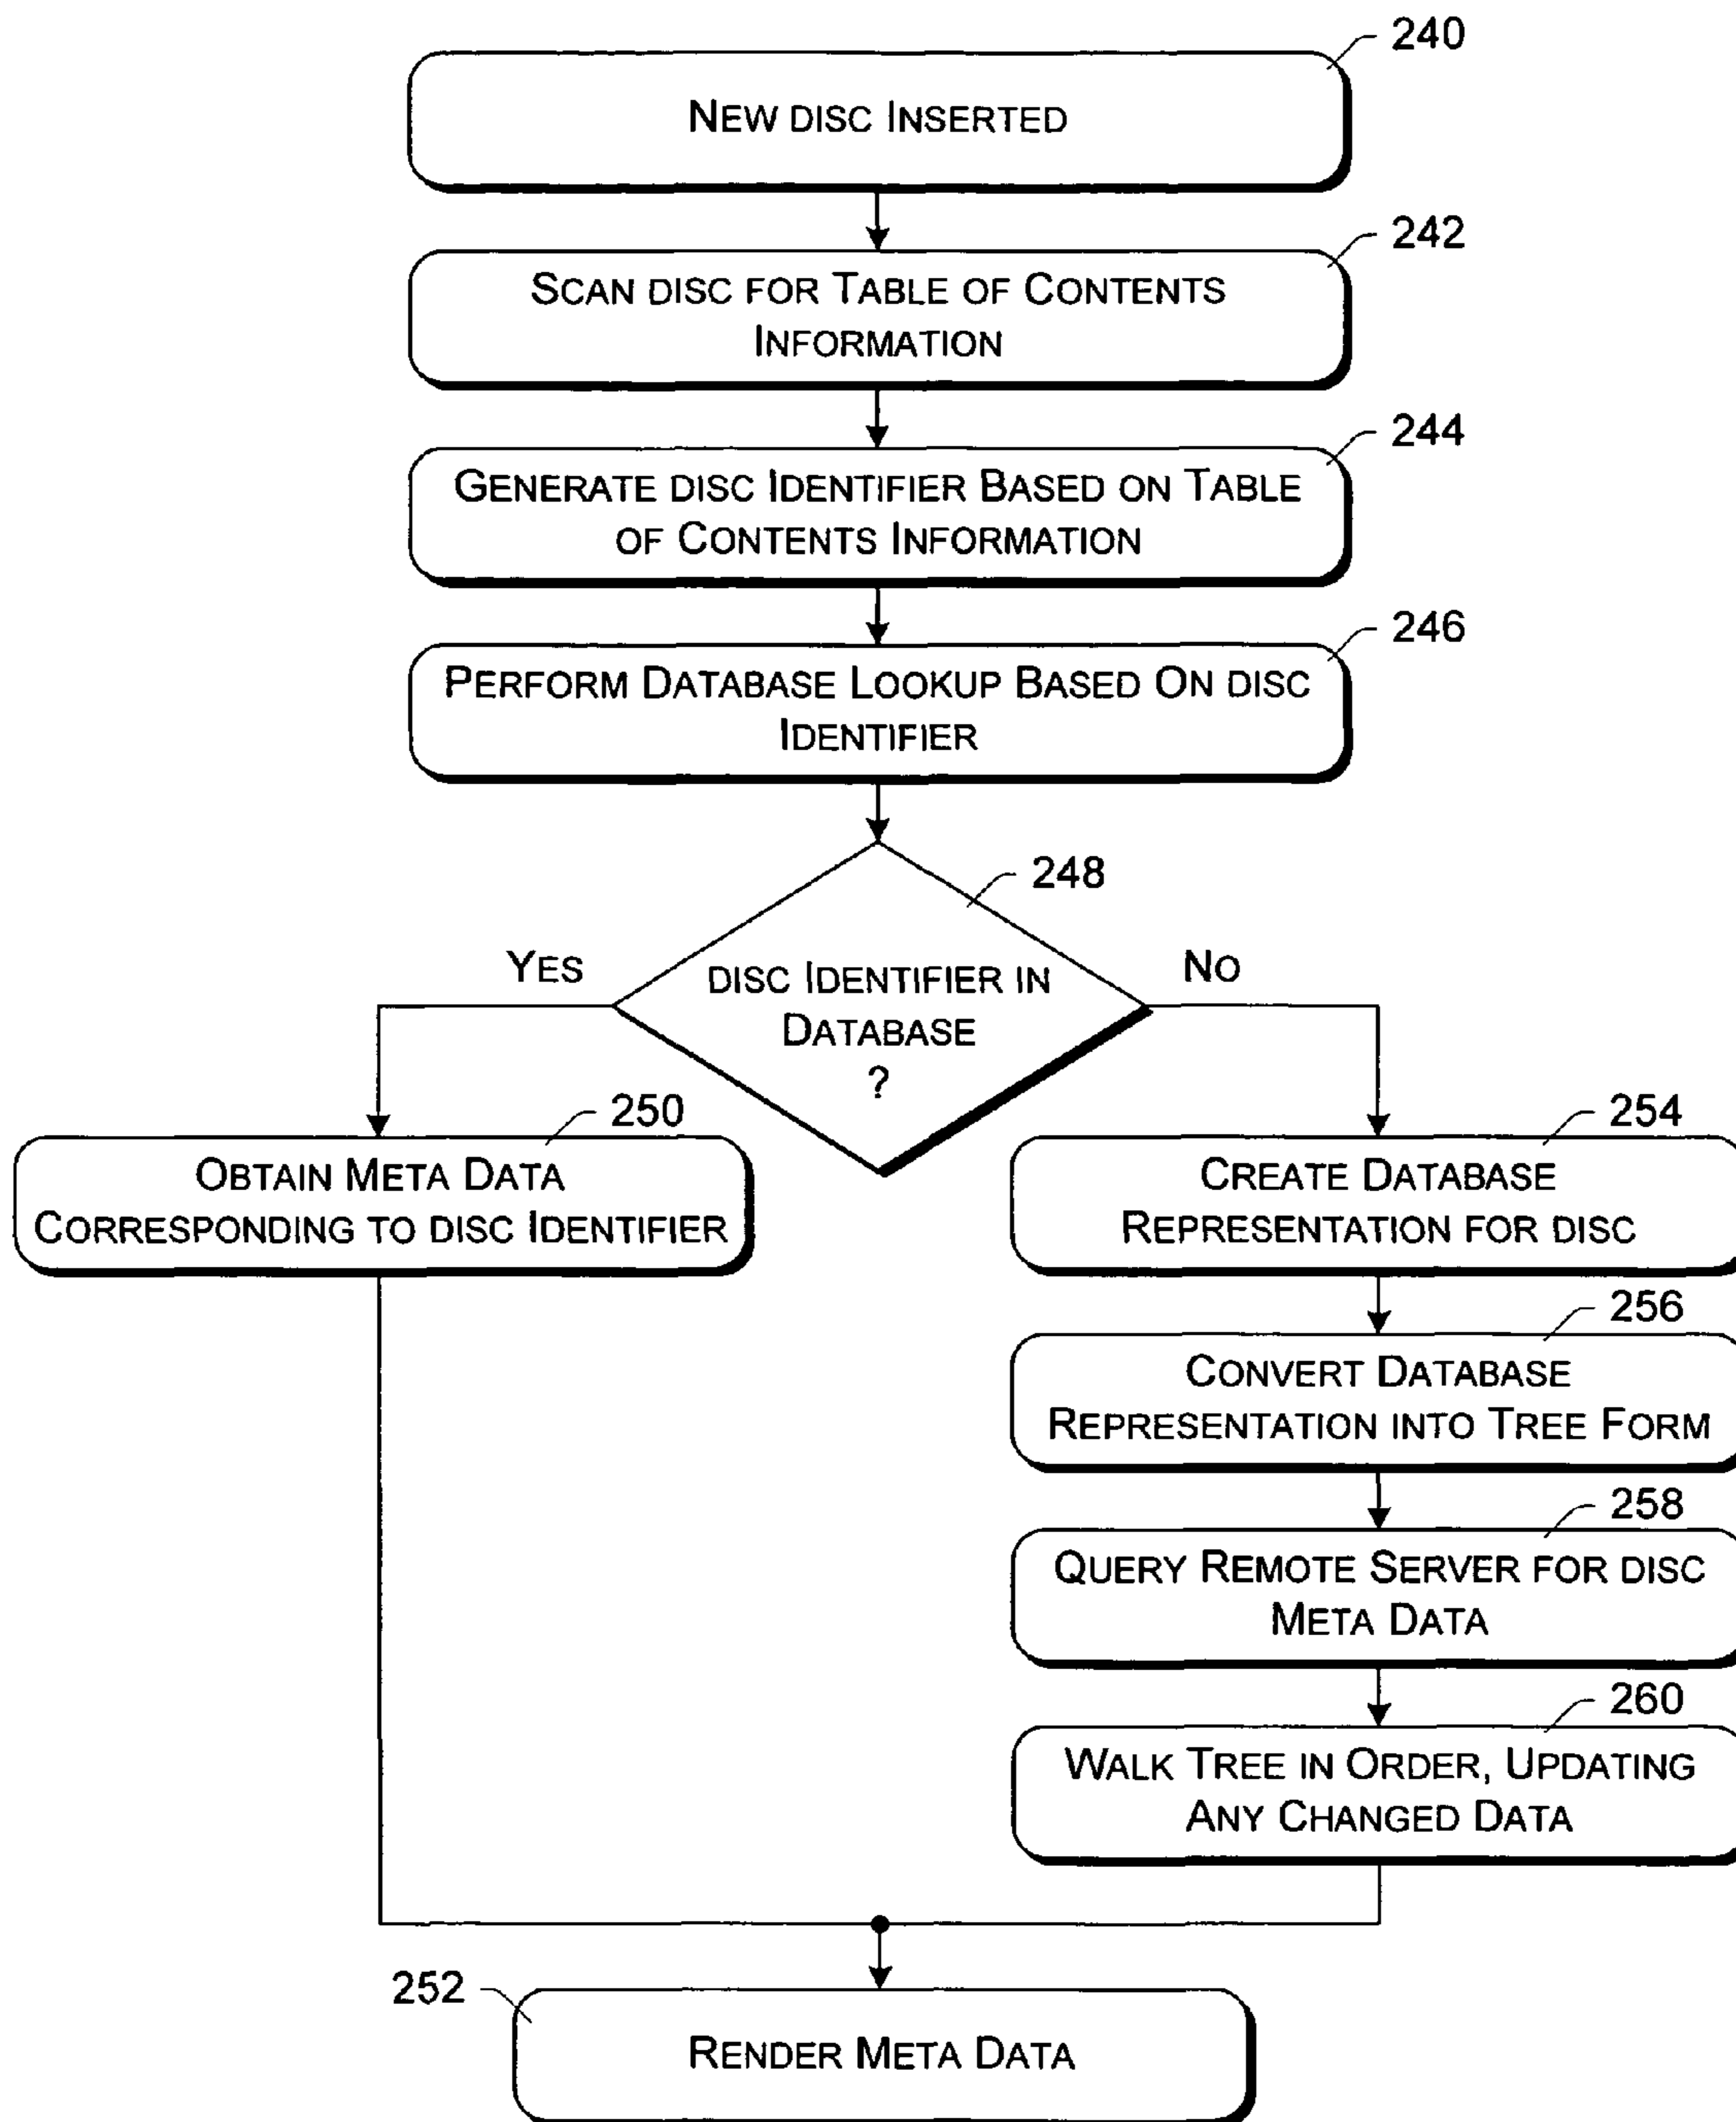 240
NEW DISC INSERTED
242
SCAN DISC FOR TABLE OF CONTENTS
INFORMATION
244
GENERATE DISC IDENTIFIER BASED ON TABLE
OF CONTENTS INFORMATION
246
PERFORM DATABASE LOOKUP BASED ON DISC
IDENTIFIER
248
YES
DISC IDENTIFIER IN
DATABASE
?
NO
250
OBTAIN META DATA
CORRESPONDING TO DISC IDENTIFIER
254
CREATE DATABASE
REPRESENTATION FOR DISC
256
CONVERT DATABASE
REPRESENTATION INTO TREE FORM
258
QUERY REMOTE SERVER FOR DISC
META DATA
260
WALK TREE IN ORDER, UPDATING
ANY CHANGED DATA
252
RENDER META DATA